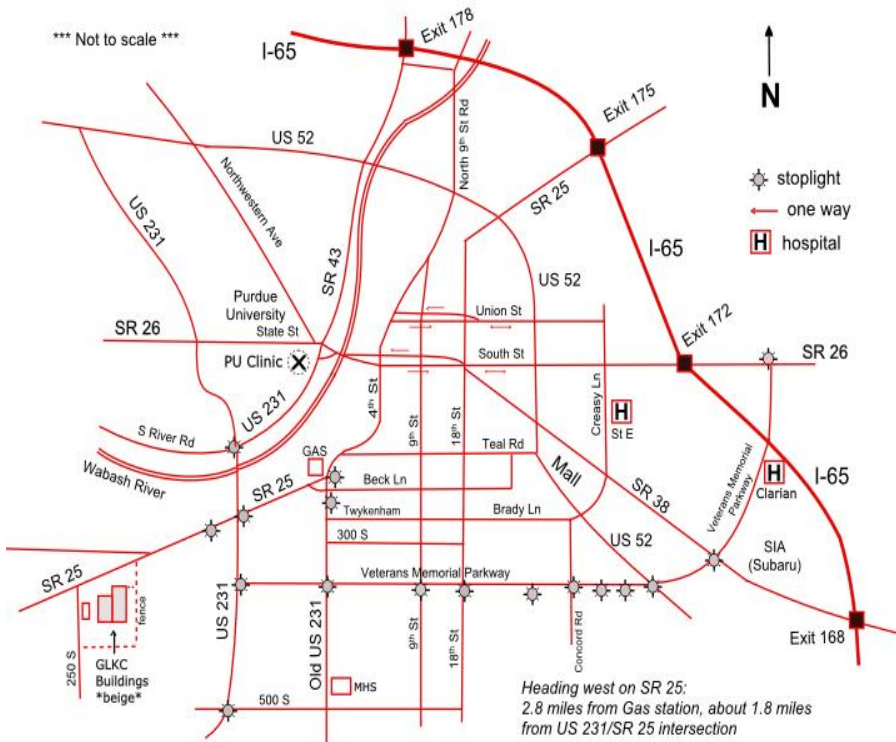 *** Not to scale ***
I-65
Exit 178
N
Exit 175
US 52
North 9th St Rd
Northwestern Ave
US 231
SR 25
stoplight
one way
H hospital
I-65
SR 43
US 52
Purdue
University
State St
Union St
Exit 172
SR 26
South St
SR 26
PU Clinic
X
4th St
9th St
18th St
Creasy Ln
H
St E
US 231
S River Rd
Wabash River
GAS
Teal Rd
Mall
Beck Ln
SR 38
Veterans Memorial
Parkway
H
Clarian
I-65
SR 25
Twykenham
Brady Ln
300 S
US 52
SIA
(Subaru)
Veterans Memorial Parkway
SR 25
fence
US 231
Old US 231
9th St
18th St
Concord Rd
Exit 168
250 S
GLKC
Buildings
*beige*
MHS
500 S
Heading west on SR 25:
2.8 miles from Gas station, about 1.8 miles
from US 231/SR 25 intersection